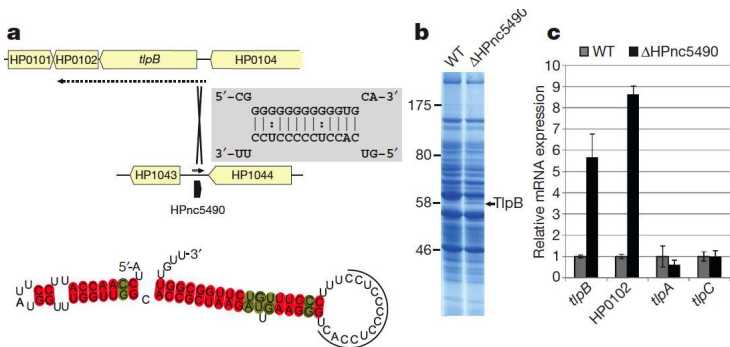 a
HP0101 HP0102 tlpB HP0104
5′-CG CA-3′
GGGGGGGGGGGUG
CCUCCCCCUCCAC
3′-UU UG-5′
HP1043 HP1044
HPnc5490
5′-A
UGUU-3′
b
WT ΔHPnc5490
175
80
58
46
TlpB
c
WT ΔHPnc5490
Relative mRNA expression
10
9
8
7
6
5
4
3
2
1
0
tlpB HP0102 tlpA tlpC